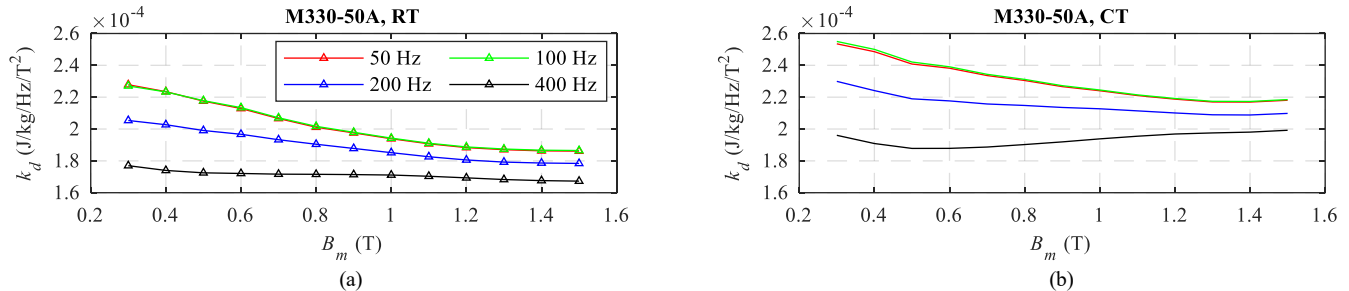 M330-50A, RT
×10⁻⁴
2.6
2.4
2.2
2
1.8
1.6
k_d (J/kg/Hz/T²)
50 Hz
100 Hz
200 Hz
400 Hz
0.2 0.4 0.6 0.8 1 1.2 1.4 1.6
B_m (T)
(a)
M330-50A, CT
×10⁻⁴
2.6
2.4
2.2
2
1.8
1.6
k_d (J/kg/Hz/T²)
0.2 0.4 0.6 0.8 1 1.2 1.4 1.6
B_m (T)
(b)